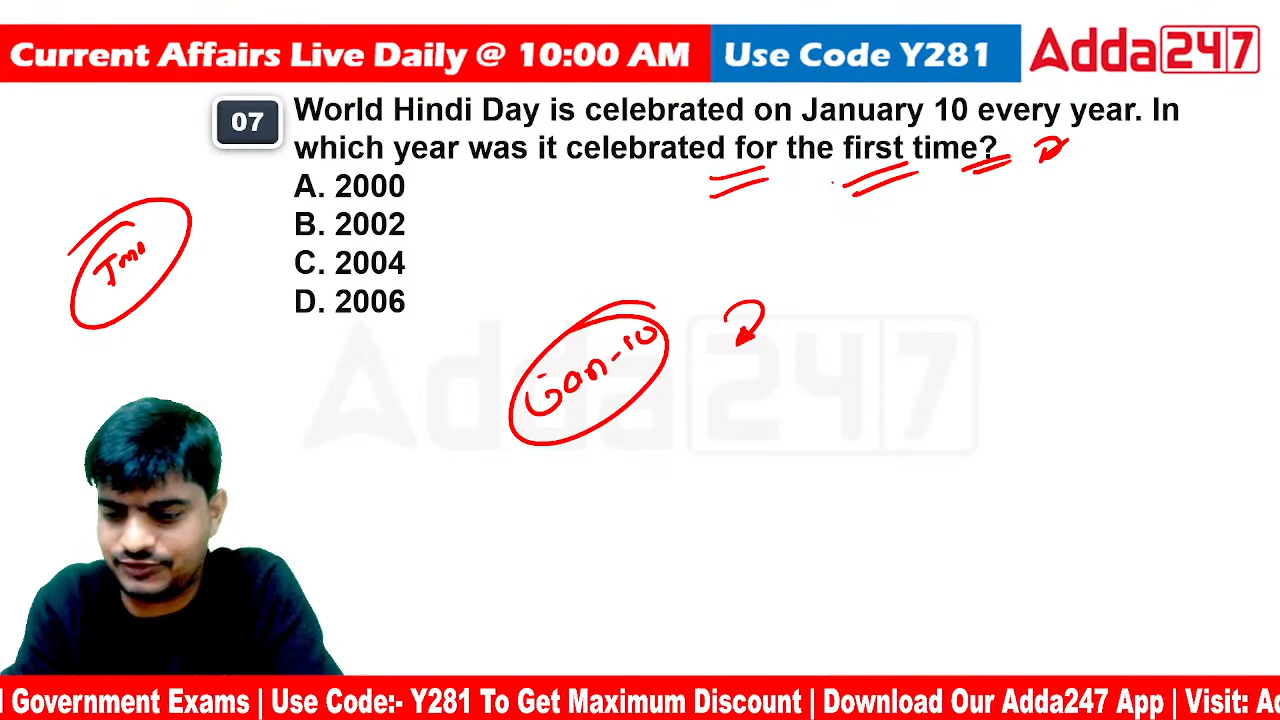 Current Affairs Live Daily @ 10:00 AM
Use Code Y281
Adda247
07
World Hindi Day is celebrated on January 10 every year. In
which year was it celebrated for the first time?
A. 2000
B. 2002
C. 2004
D. 2006
Jan-10
Adda247
Government Exams | Use Code:- Y281 To Get Maximum Discount | Download Our Adda247 App | Visit: